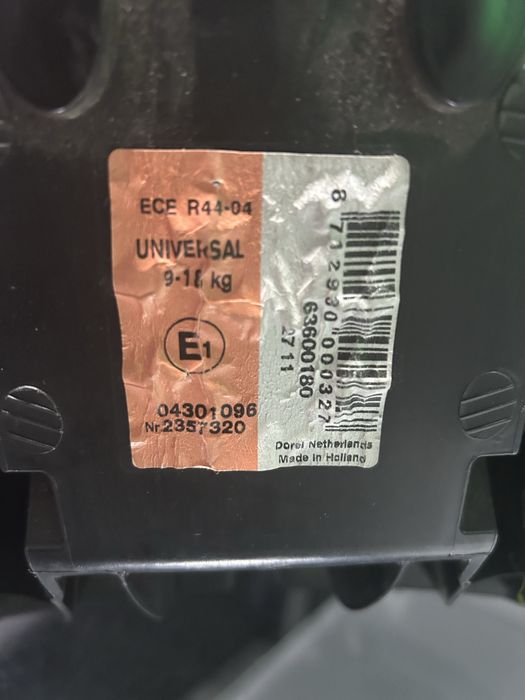 ECE R44-04
UNIVERSAL
9-18 kg
E1
04301096
Nr.2357320
8 712930 000327
63600180
2711
Dorel Netherlands
Made in Holland